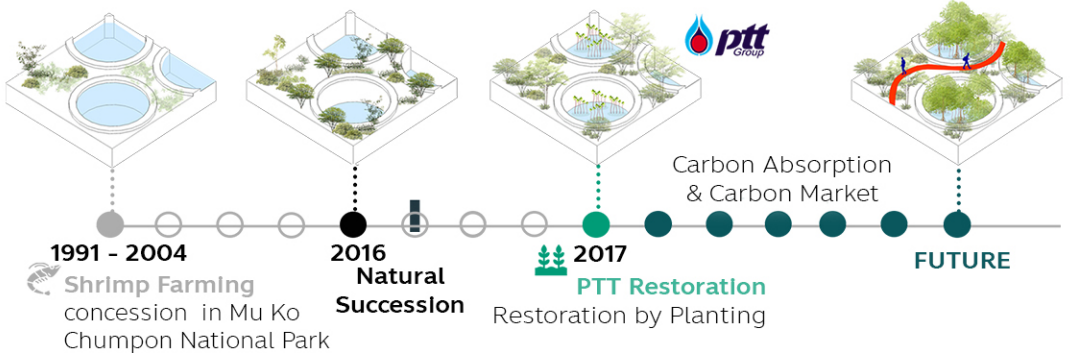 ptt
Group
Carbon Absorption
& Carbon Market
1991 - 2004
Shrimp Farming
concession in Mu Ko
Chumpon National Park
2016
Natural
Succession
2017
PTT Restoration
Restoration by Planting
FUTURE